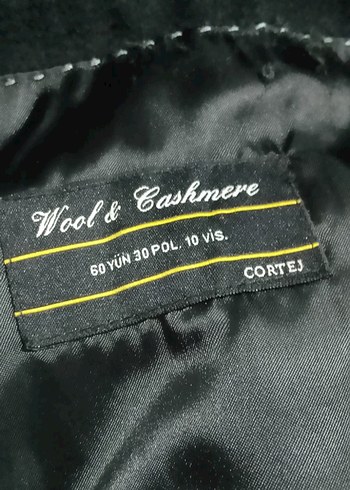 Wool & Cashmere
60 YÜN 30 POL. 10 VİS.
CORTEJ